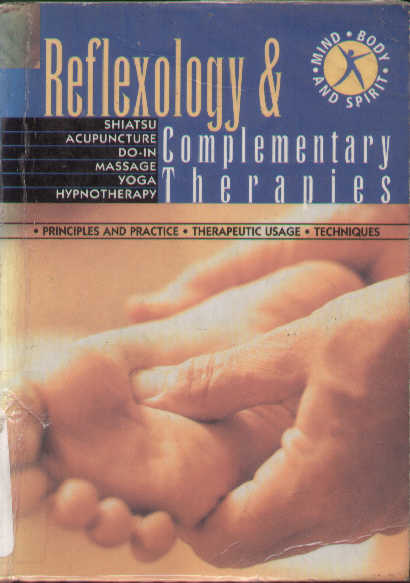 Reflexology &
MIND • BODY
• AND SPIRIT •
SHIATSU
ACUPUNCTURE
DO-IN
MASSAGE
YOGA
HYPNOTHERAPY
Complementary
Therapies
• PRINCIPLES AND PRACTICE • THERAPEUTIC USAGE • TECHNIQUES